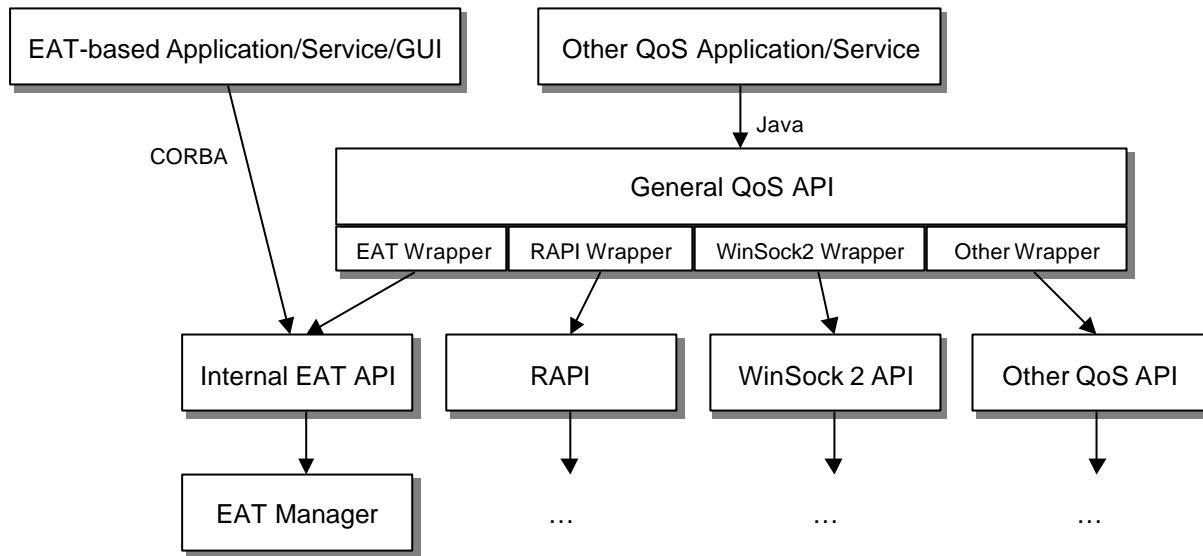 EAT-based Application/Service/GUI
Other QoS Application/Service
Java
CORBA
General QoS API
EAT Wrapper
RAPI Wrapper
WinSock2 Wrapper
Other Wrapper
Internal EAT API
RAPI
WinSock 2 API
Other QoS API
EAT Manager
…
…
…